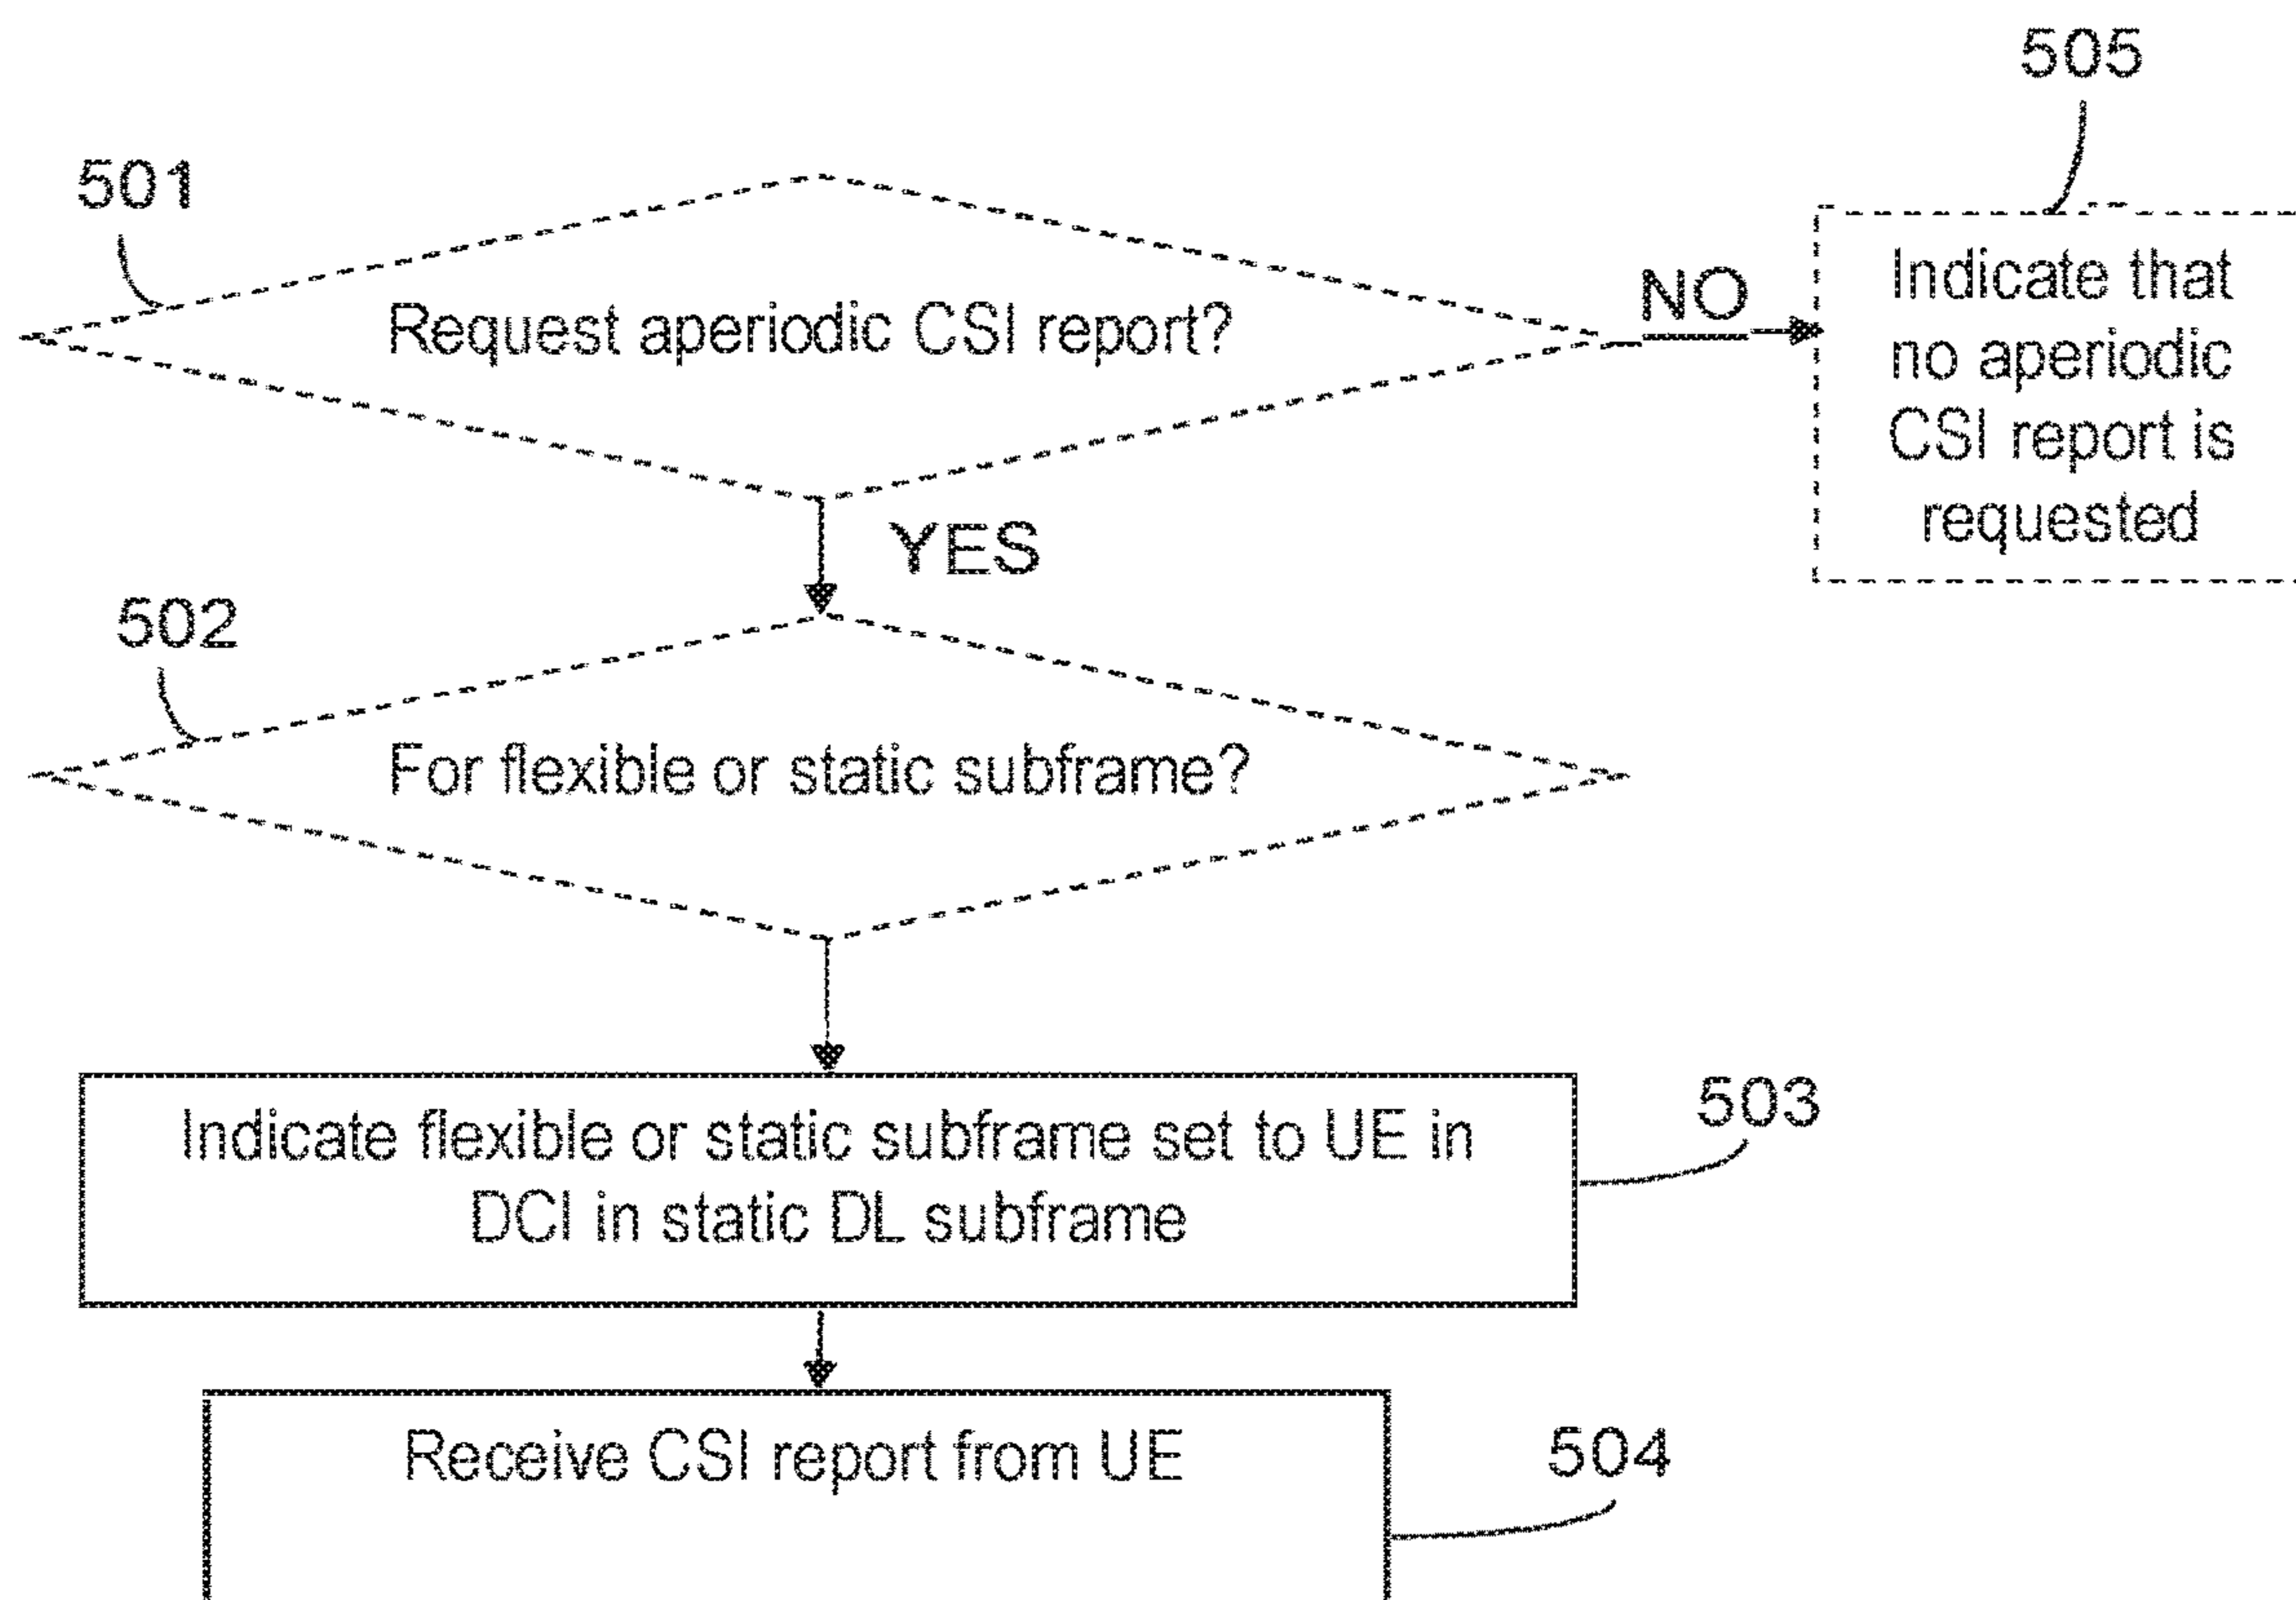 505
501
Request aperiodic CSI report?
NO
Indicate that
no aperiodic
CSI report is
requested
YES
502
For flexible or static subframe?
503
Indicate flexible or static subframe set to UE in
DCI in static DL subframe
504
Receive CSI report from UE